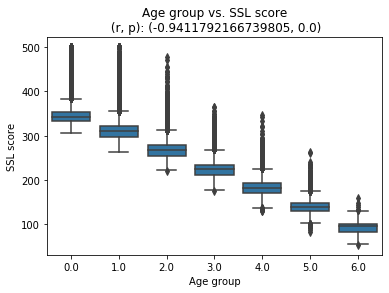 Age group vs. SSL score
(r, p): (-0.9411792166739805, 0.0)
500
400
300
200
100
SSL score
0.0 1.0 2.0 3.0 4.0 5.0 6.0
Age group